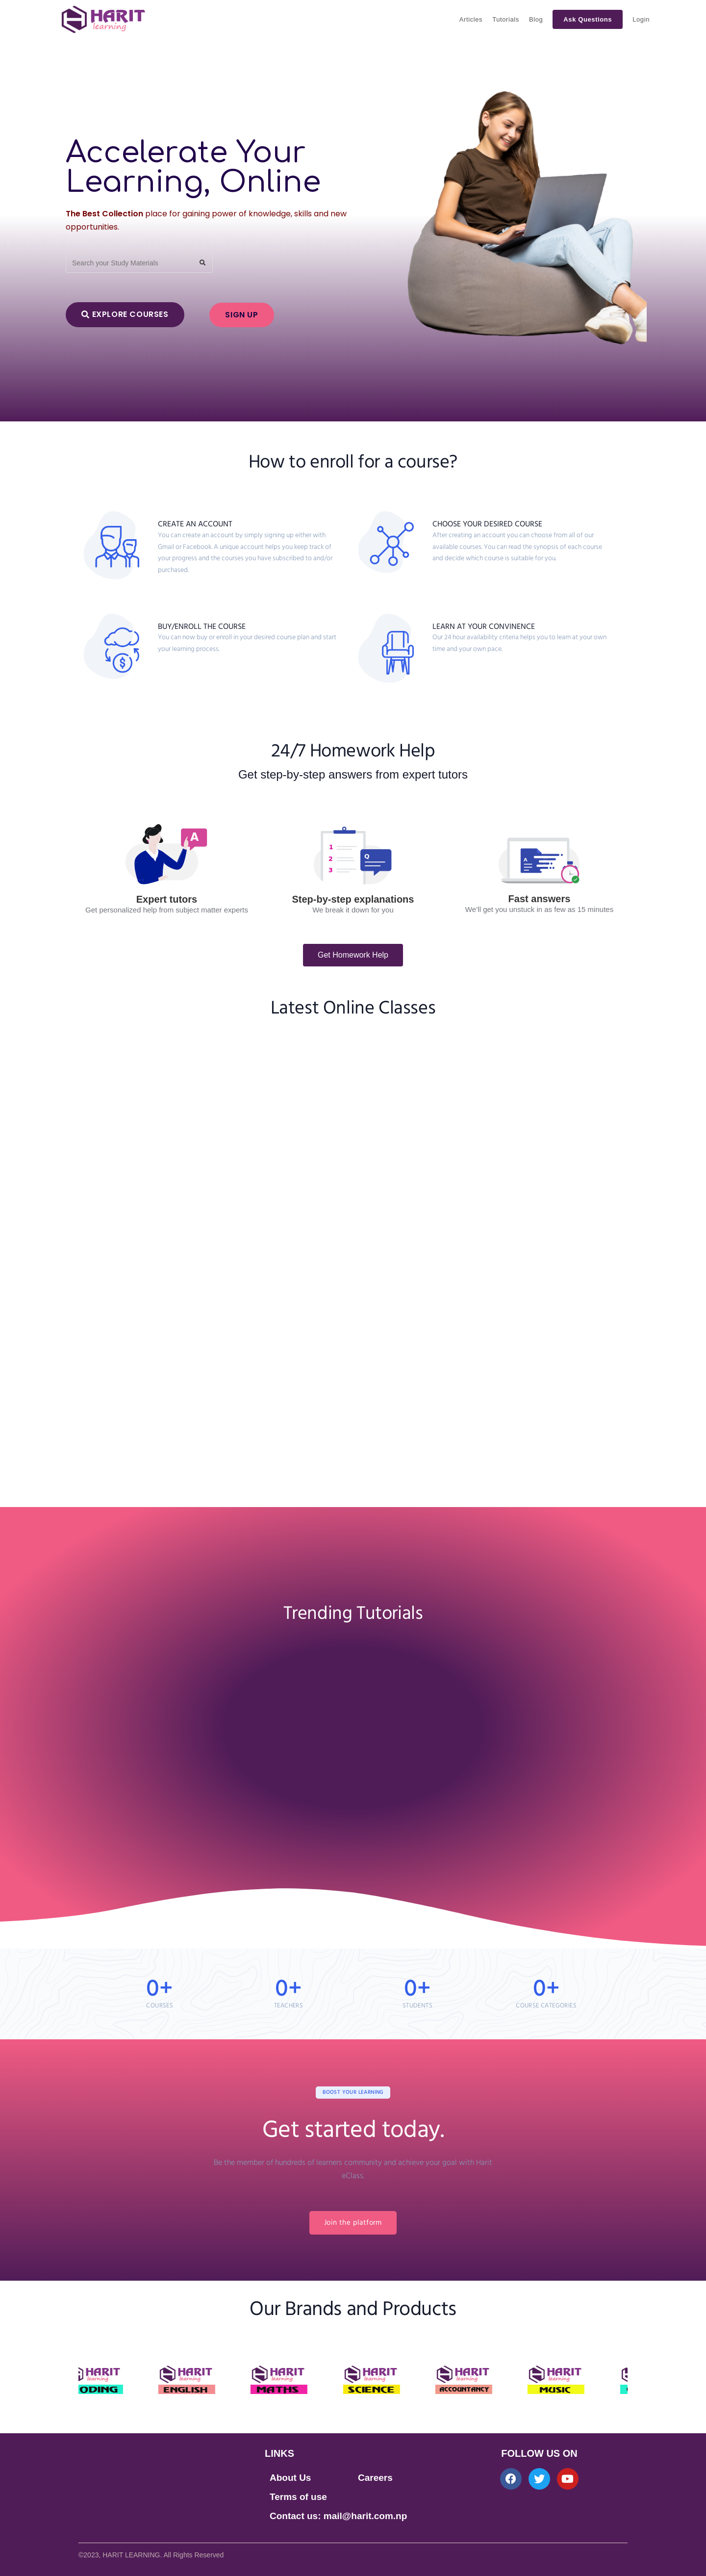 HARIT
learning
Articles Tutorials Blog Ask Questions Login
Accelerate Your
Learning, Online
The Best Collection place for gaining power of knowledge, skills and new
opportunities.
Search your Study Materials
EXPLORE COURSES SIGN UP
How to enroll for a course?
CREATE AN ACCOUNT
You can create an account by simply signing up either with
Gmail or Facebook. A unique account helps you keep track of
your progress and the courses you have subscribed to and/or
purchased.
CHOOSE YOUR DESIRED COURSE
After creating an account you can choose from all of our
available courses. You can read the synopsis of each course
and decide which course is suitable for you.
BUY/ENROLL THE COURSE
You can now buy or enroll in your desired course plan and start
your learning process.
LEARN AT YOUR CONVINENCE
Our 24 hour availability criteria helps you to learn at your own
time and your own pace.
24/7 Homework Help
Get step-by-step answers from expert tutors
A
1
2
3
Q
A
Expert tutors
Get personalized help from subject matter experts
Step-by-step explanations
We break it down for you
Fast answers
We'll get you unstuck in as few as 15 minutes
Get Homework Help
Latest Online Classes
Trending Tutorials
0+ 0+ 0+ 0+
COURSES TEACHERS STUDENTS COURSE CATEGORIES
BOOST YOUR LEARNING
Get started today.
Be the member of hundreds of learners community and achieve your goal with Harit
eClass.
Join the platform
Our Brands and Products
HARIT HARIT HARIT HARIT HARIT HARIT
learning learning learning learning learning learning
ODING ENGLISH MATHS SCIENCE ACCOUNTANCY MUSIC
LINKS
About Us Careers
Terms of use
Contact us: mail@harit.com.np
FOLLOW US ON
©2023, HARIT LEARNING. All Rights Reserved